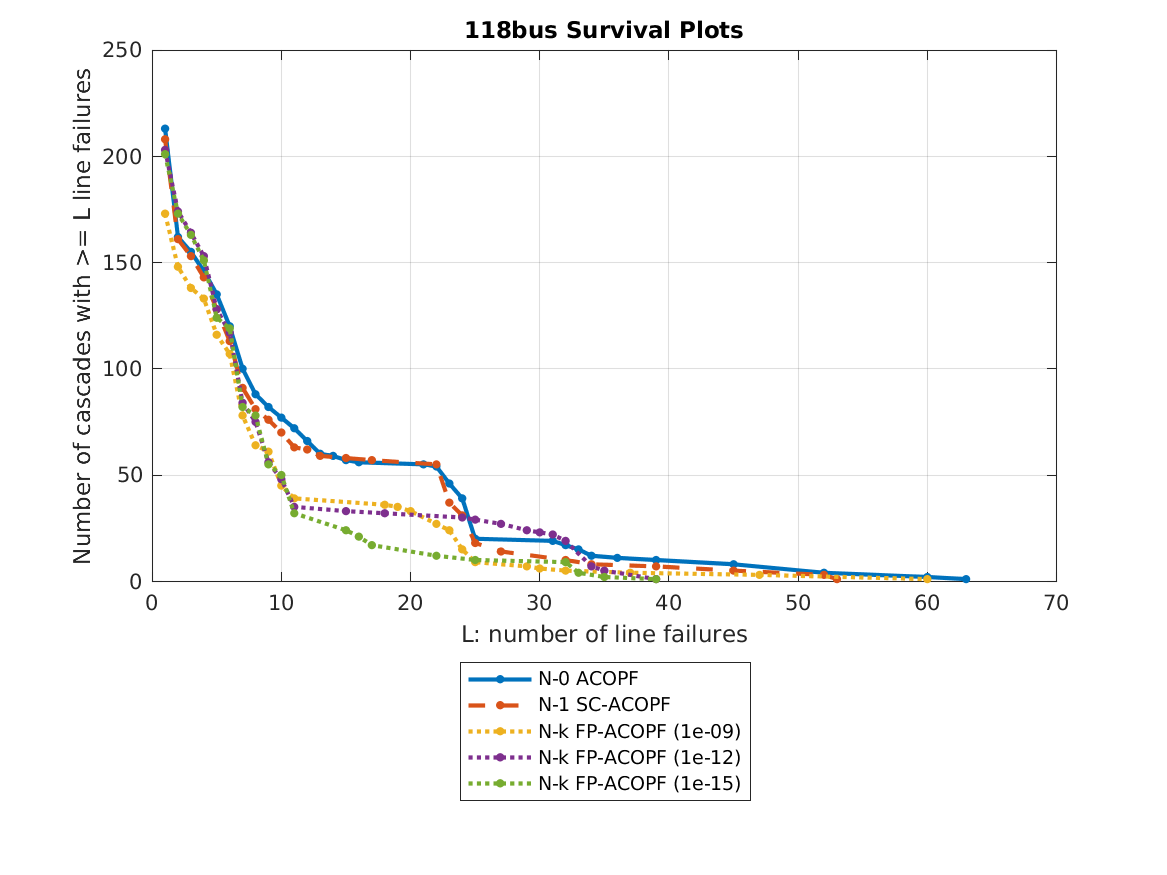 118bus Survival Plots
Number of cascades with >= L line failures
250
200
150
100
50
0
0 10 20 30 40 50 60 70
L: number of line failures
N-0 ACOPF
N-1 SC-ACOPF
N-k FP-ACOPF (1e-09)
N-k FP-ACOPF (1e-12)
N-k FP-ACOPF (1e-15)